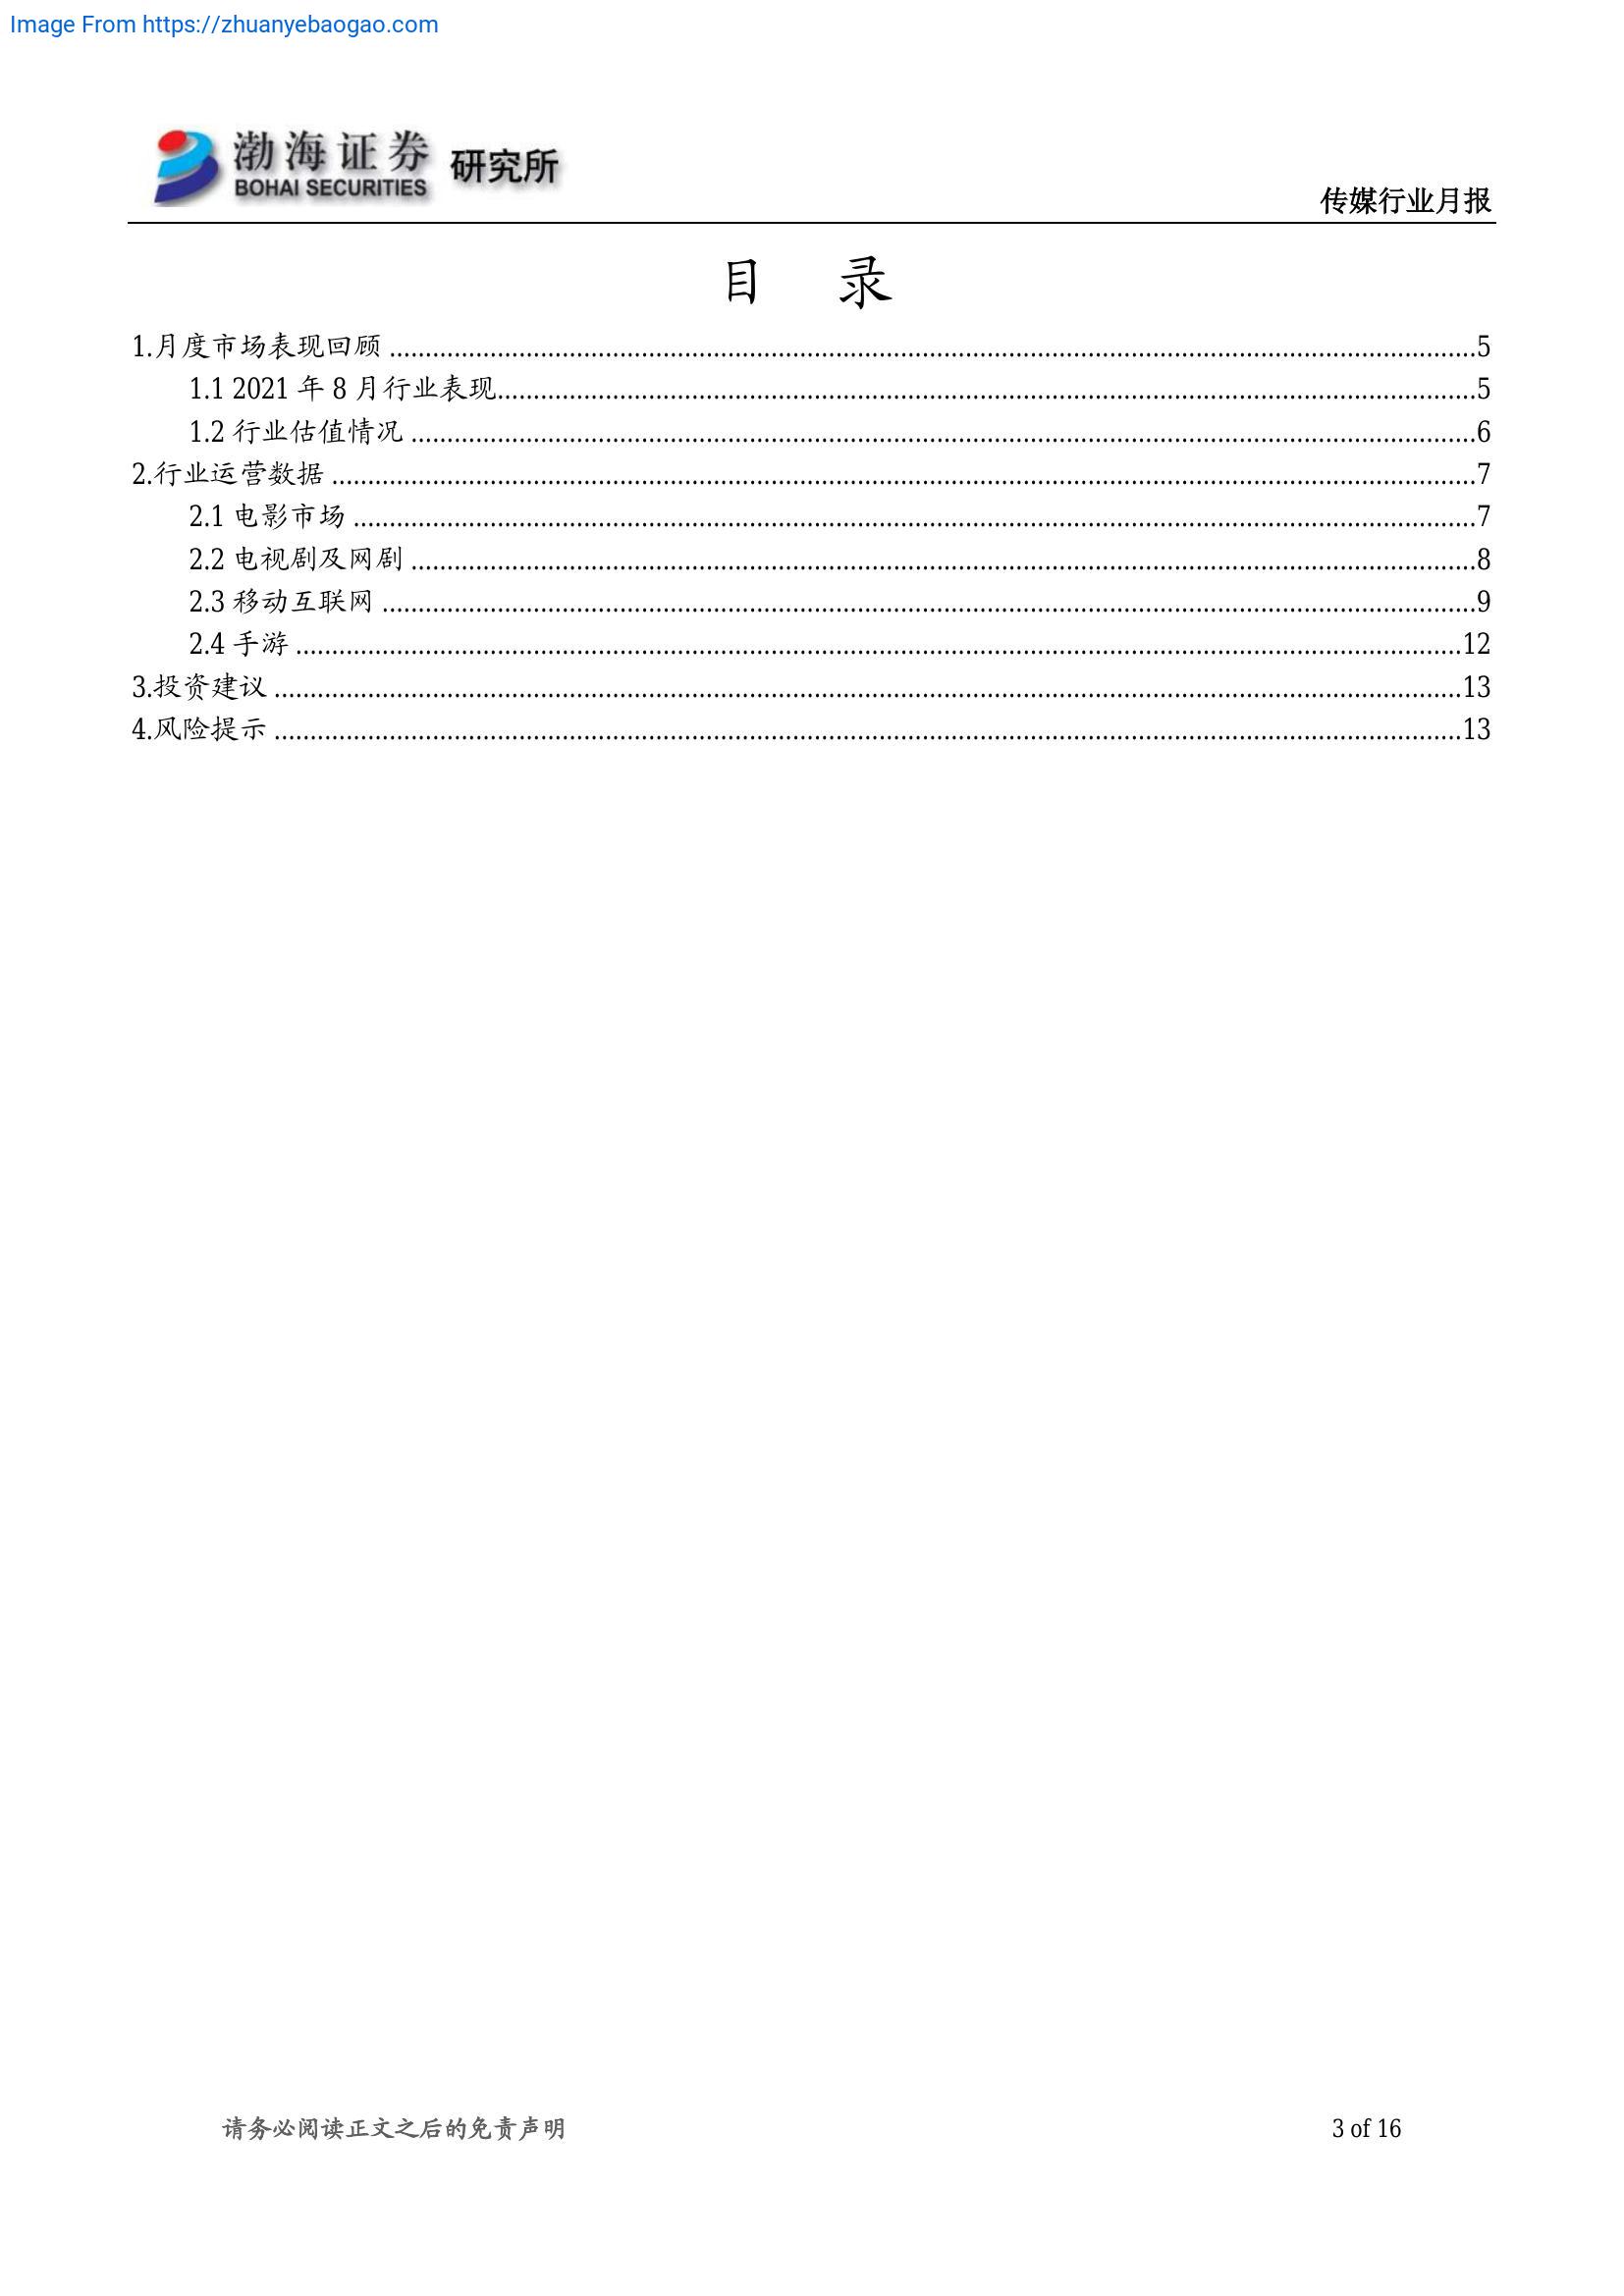 Image From https://zhuanyebaogao.com
渤海证券 研究所
BOHAI SECURITIES
传媒行业月报
目 录
1.月度市场表现回顾 ........................................ 5
1.1 2021 年 8 月行业表现 ........................................ 5
1.2 行业估值情况 ........................................ 6
2.行业运营数据 ........................................ 7
2.1 电影市场 ........................................ 7
2.2 电视剧及网剧 ........................................ 8
2.3 移动互联网 ........................................ 9
2.4 手游 ........................................ 12
3.投资建议 ........................................ 13
4.风险提示 ........................................ 13
请务必阅读正文之后的免责声明 3 of 16